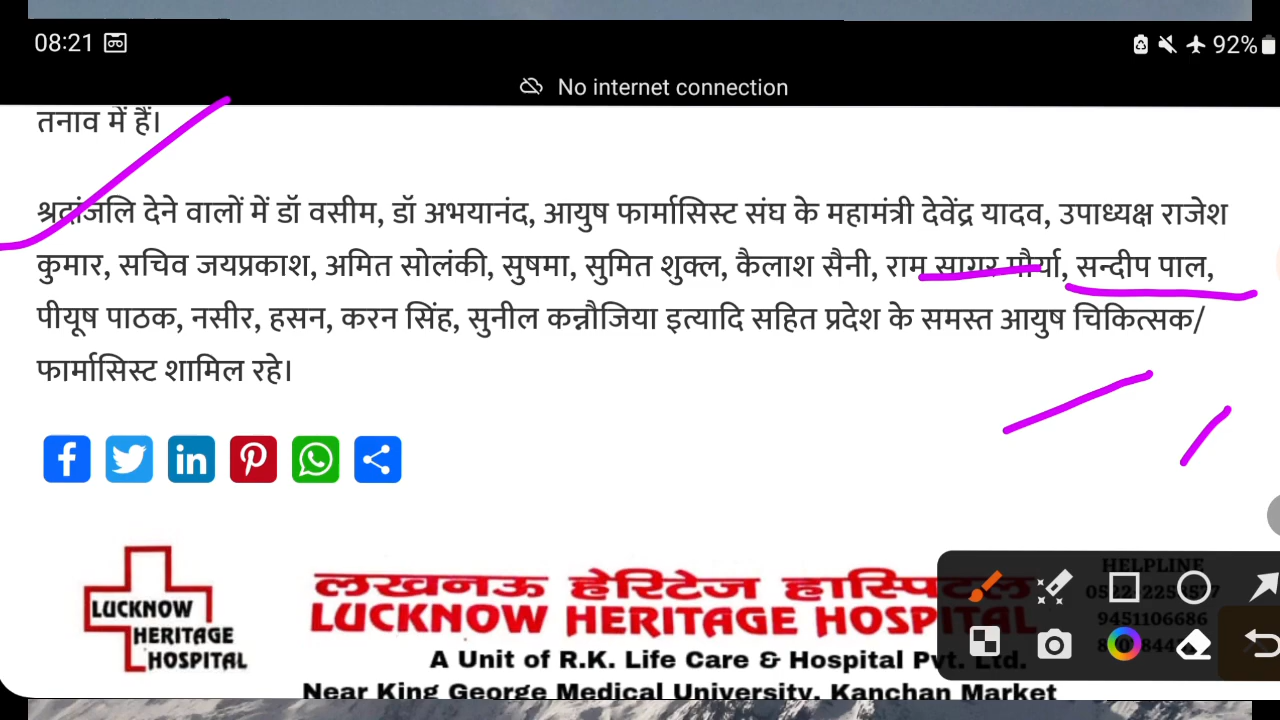 08:21
92%
No internet connection
तनाव में हैं।
श्रदांजलि देने वालों में डॉ वसीम, डॉ अभयानंद, आयुष फार्मासिस्ट संघ के महामंत्री देवेंद्र यादव, उपाध्यक्ष राजेश
कुमार, सचिव जयप्रकाश, अमित सोलंकी, सुषमा, सुमित शुक्ल, कैलाश सैनी, राम सागर मौर्या, सन्दीप पाल,
पीयूष पाठक, नसीर, हसन, करन सिंह, सुनील कन्नौजिया इत्यादि सहित प्रदेश के समस्त आयुष चिकित्सक/
फार्मासिस्ट शामिल रहे।
LUCKNOW
HERITAGE
HOSPITAL
लखनऊ हेरिटेज हास्पिटल
LUCKNOW HERITAGE HOSPITAL
A Unit of R.K. Life Care & Hospital Pvt. Ltd.
Near King George Medical University, Kanchan Market
HELPLINE
9451106686